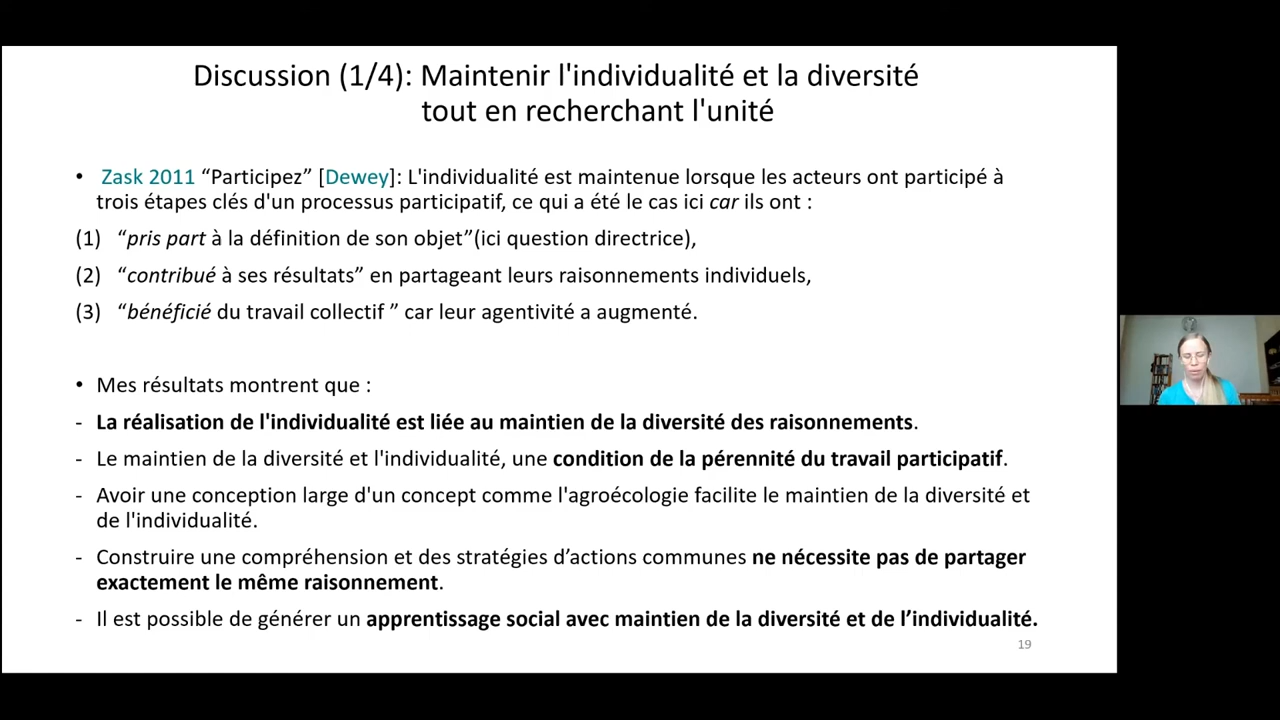 Discussion (1/4): Maintenir l'individualité et la diversité
tout en recherchant l'unité
• Zask 2011 “Participez” [Dewey]: L'individualité est maintenue lorsque les acteurs ont participé à
trois étapes clés d'un processus participatif, ce qui a été le cas ici car ils ont :
(1) “pris part à la définition de son objet”(ici question directrice),
(2) “contribué à ses résultats” en partageant leurs raisonnements individuels,
(3) “bénéficié du travail collectif ” car leur agentivité a augmenté.
• Mes résultats montrent que :
- La réalisation de l'individualité est liée au maintien de la diversité des raisonnements.
- Le maintien de la diversité et l'individualité, une condition de la pérennité du travail participatif.
- Avoir une conception large d'un concept comme l'agroécologie facilite le maintien de la diversité et
de l'individualité.
- Construire une compréhension et des stratégies d’actions communes ne nécessite pas de partager
exactement le même raisonnement.
- Il est possible de générer un apprentissage social avec maintien de la diversité et de l’individualité.
19